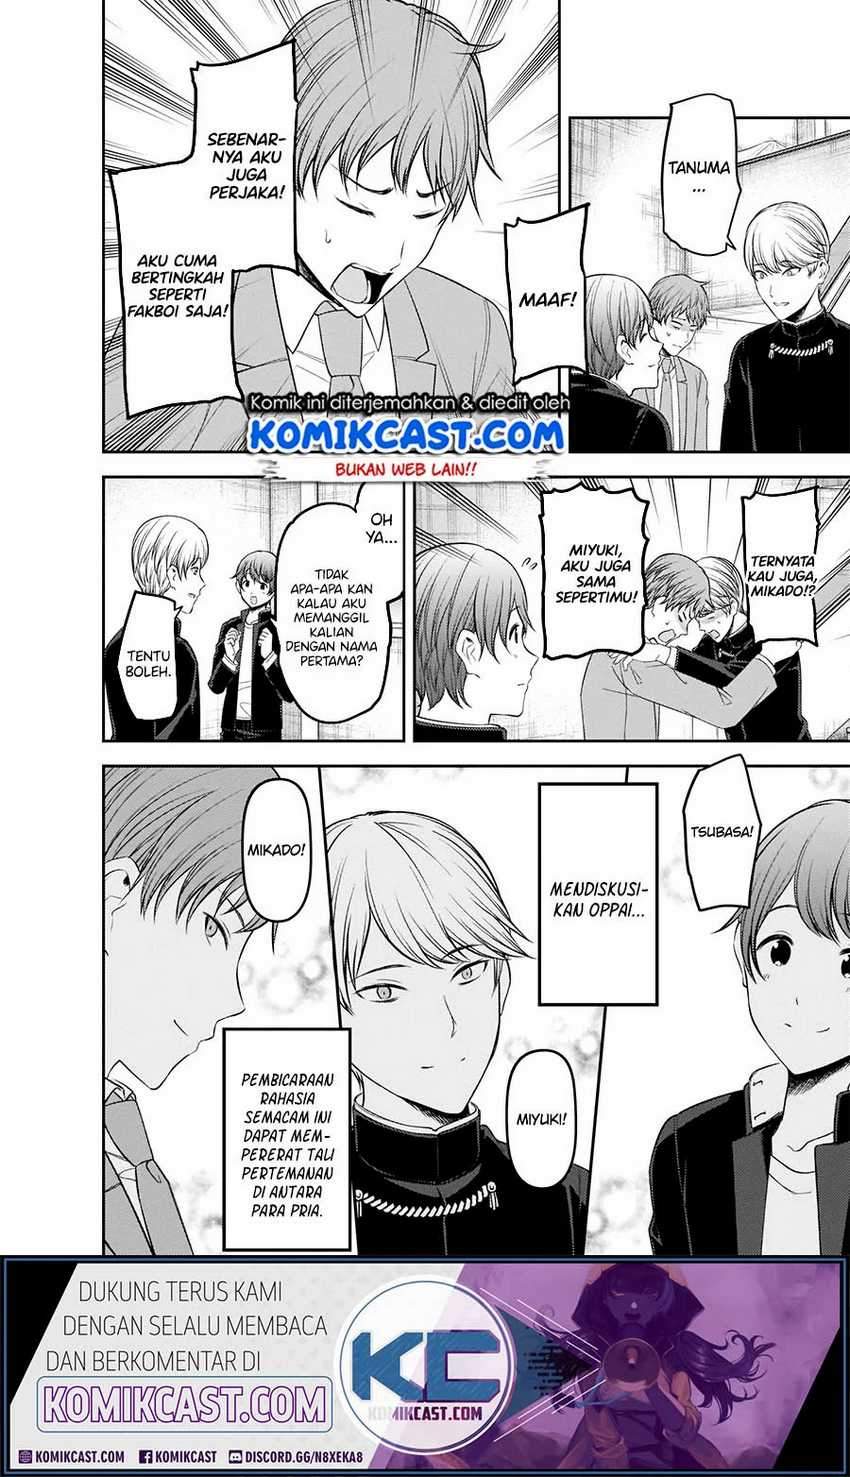 TANUMA
...
MAAF!
SEBENAR-
NYA AKU
JUGA
PERJAKA!
AKU CUMA
BERTINGKAH
SEPERTI
FAKBOI SAJA!
Komik ini diterjemahkan & diedit oleh
KOMIKCAST.COM
BUKAN WEB LAIN!!
TERNYATA
KAU JUGA,
MIKADO!?
MIYUKI,
AKU JUGA
SAMA
SEPERTIMU!
OH
YA...
TIDAK
APA-APA KAN
KALAU AKU
MEMANGGIL
KALIAN
DENGAN NAMA
PERTAMA?
TENTU
BOLEH.
TSUBASA!
MENDISKUSI-
KAN OPPAI...
MIKADO!
MIYUKI!
PEMBICARAAN
RAHASIA
SEMACAM INI
DAPAT MEM-
PERERAT TAU
PERTEMANAN
DI ANTARA
PARA PRIA.
DUKUNG TERUS KAMI
DENGAN SELALU MEMBACA
DAN BERKOMENTAR DI
KOMIKCAST.COM
KC
KOMIKCAST.COM
KOMIKCAST.COM
KOMIKCAST
DISCORD.GG/N8XEKA8